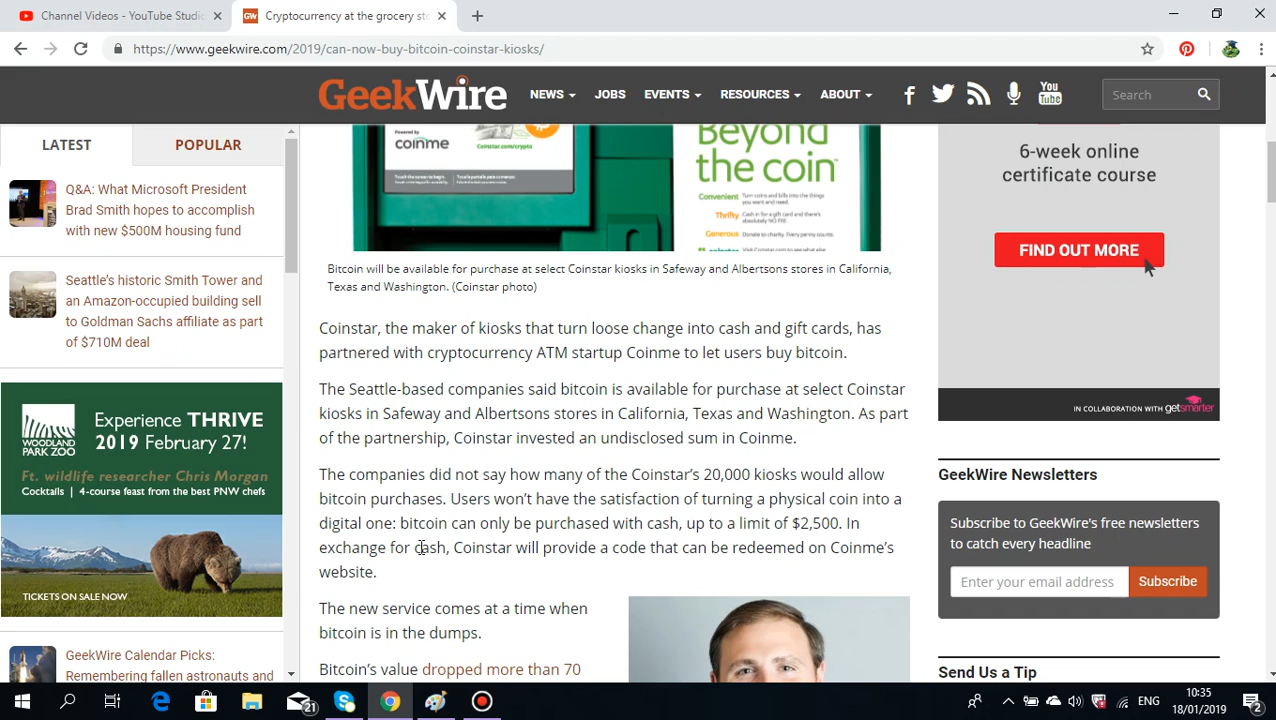 Channel Videos - YouTube Studio
Cryptocurrency at the grocery sto
https://www.geekwire.com/2019/can-now-buy-bitcoin-coinstar-kiosks/
GeekWire
NEWS
JOBS
EVENTS
RESOURCES
ABOUT
You
Tube
Search
LATEST
POPULAR
Q&A: What Microsoft President
Brad Smith hopes to accomplish
with $500M housing fund
Seattle's historic Smith Tower and
an Amazon-occupied building sell
to Goldman Sachs affiliate as part
of $710M deal
WOODLAND
PARK ZOO
Experience THRIVE
2019 February 27!
Ft. wildlife researcher Chris Morgan
Cocktails | 4-course feast from the best PNW chefs
TICKETS ON SALE NOW
GeekWire Calendar Picks:
Remembering fallen astronauts and
Powered by
coinme
Coinstar.com/crypto
Touch the screen to begin.
Beyond
the coin
Convenient Turn coins and bills into the things
you want and need.
Thrifty Cash in for a gift card and there's
absolutely NO FEE.
Generous Donate to charity. Every penny counts.
Bitcoin will be available for purchase at select Coinstar kiosks in Safeway and Albertsons stores in California,
Texas and Washington. (Coinstar photo)
Coinstar, the maker of kiosks that turn loose change into cash and gift cards, has
partnered with cryptocurrency ATM startup Coinme to let users buy bitcoin.
The Seattle-based companies said bitcoin is available for purchase at select Coinstar
kiosks in Safeway and Albertsons stores in California, Texas and Washington. As part
of the partnership, Coinstar invested an undisclosed sum in Coinme.
The companies did not say how many of the Coinstar's 20,000 kiosks would allow
bitcoin purchases. Users won't have the satisfaction of turning a physical coin into a
digital one: bitcoin can only be purchased with cash, up to a limit of $2,500. In
exchange for cash, Coinstar will provide a code that can be redeemed on Coinme's
website.
The new service comes at a time when
bitcoin is in the dumps.
Bitcoin's value dropped more than 70
6-week online
certificate course
FIND OUT MORE
IN COLLABORATION WITH getsmarter
GeekWire Newsletters
Subscribe to GeekWire's free newsletters
to catch every headline
Enter your email address
Subscribe
Send Us a Tip
21
ENG
10:35
18/01/2019
2